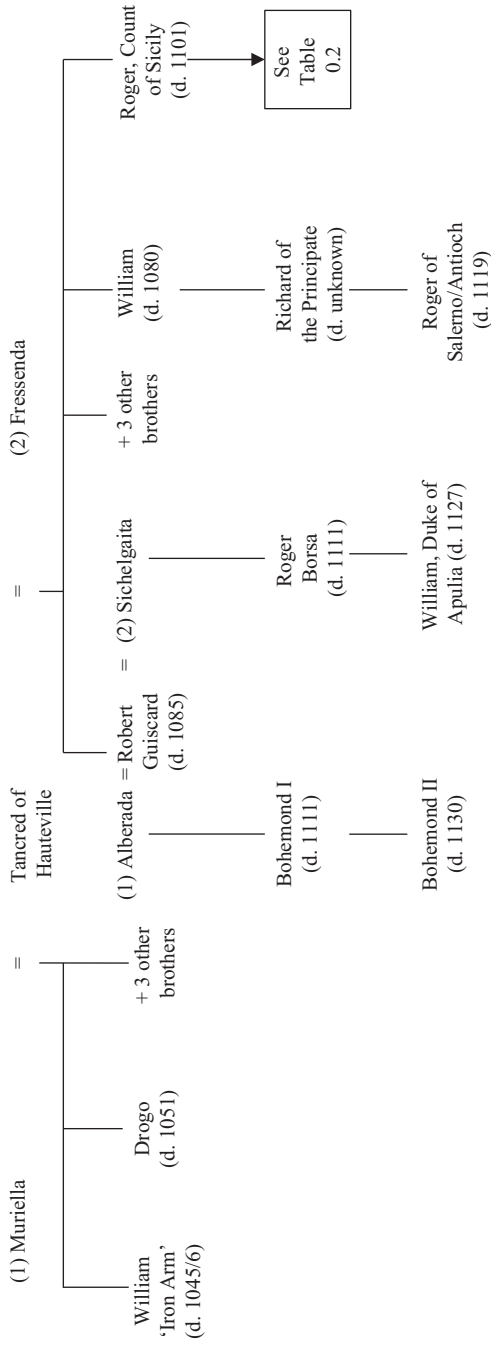 Tancred of
Hauteville
(1) Muriella
=
=
(2) Fressenda
William
‘Iron Arm’
(d. 1045/6)
Drogo
(d. 1051)
+ 3 other
brothers
(1) Alberada
= Robert
Guiscard
(d. 1085)
= (2) Sichelgaita
+ 3 other
brothers
William
(d. 1080)
Roger, Count
of Sicily
(d. 1101)
Bohemond I
(d. 1111)
Roger
Borsa
(d. 1111)
Richard of
the Principate
(d. unknown)
See
Table
0.2
Bohemond II
(d. 1130)
William, Duke of
Apulia (d. 1127)
Roger of
Salerno/Antioch
(d. 1119)